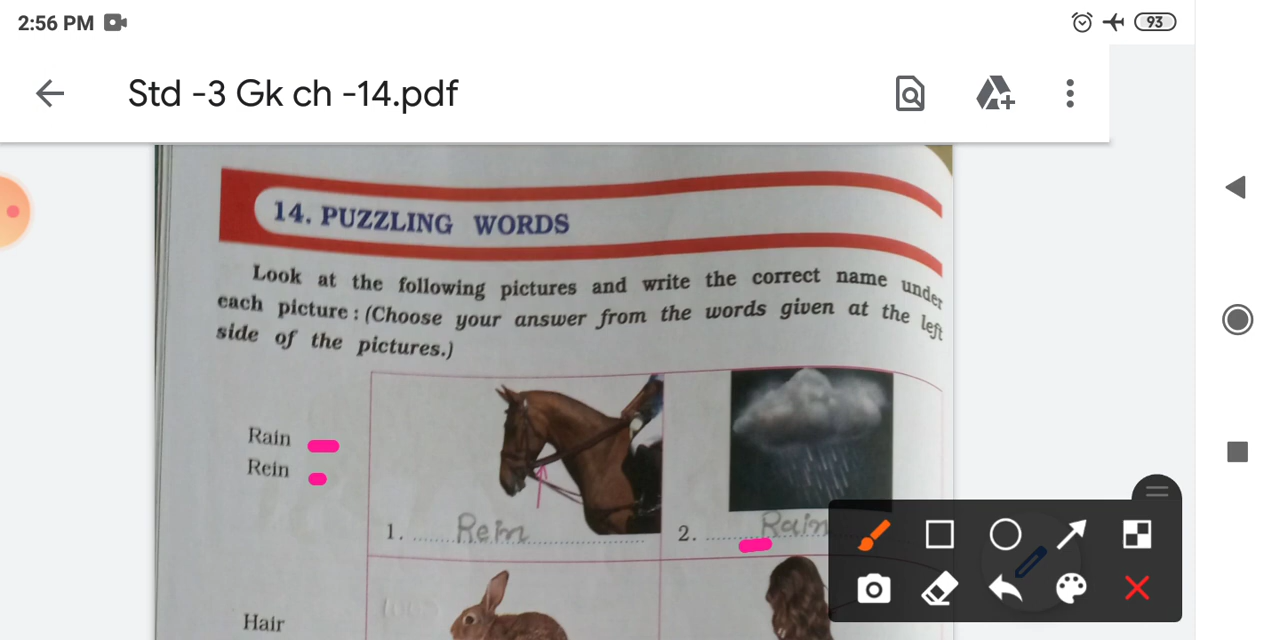 2:56 PM 93
Std -3 Gk ch -14.pdf
14. PUZZLING WORDS
Look at the following pictures and write the correct name under
each picture : (Choose your answer from the words given at the left
side of the pictures.)
Rain
Rein
1. Rein 2. Rain
Hair